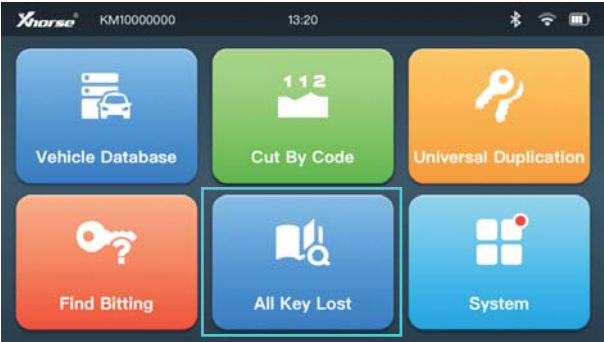 Xhorse® KM10000000 13:20
112
Vehicle Database Cut By Code Universal Duplication
?
Find Bitting All Key Lost System